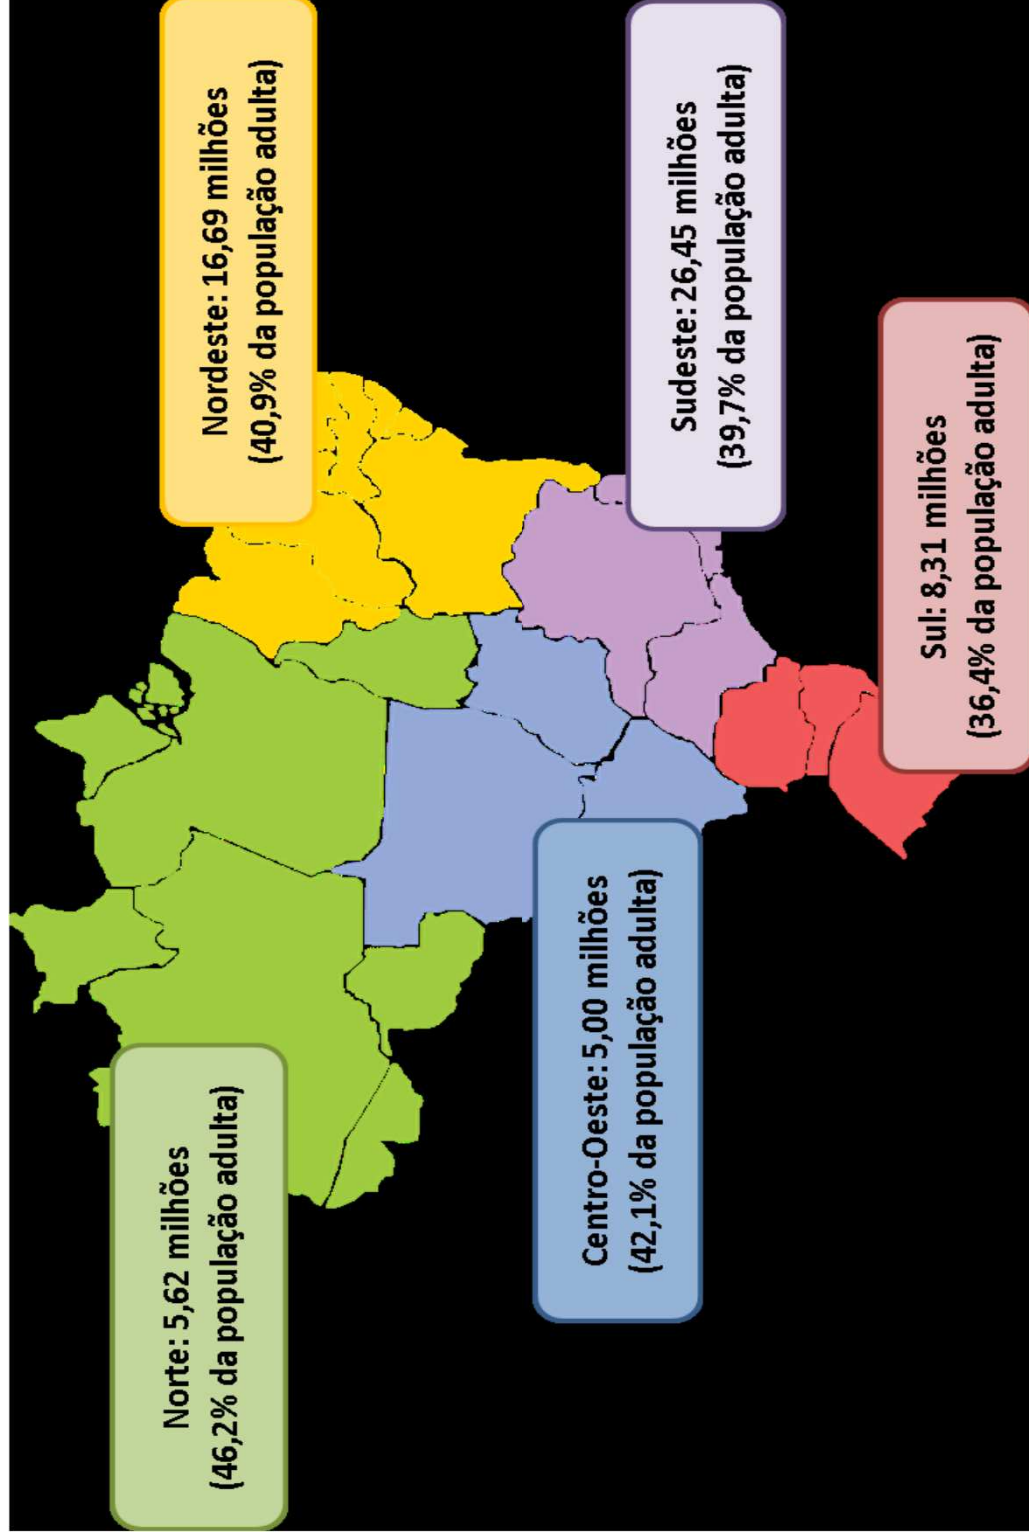 Norte: 5,62 milhões
(46,2% da população adulta)
Nordeste: 16,69 milhões
(40,9% da população adulta)
Centro-Oeste: 5,00 milhões
(42,1% da população adulta)
Sudeste: 26,45 milhões
(39,7% da população adulta)
Sul: 8,31 milhões
(36,4% da população adulta)